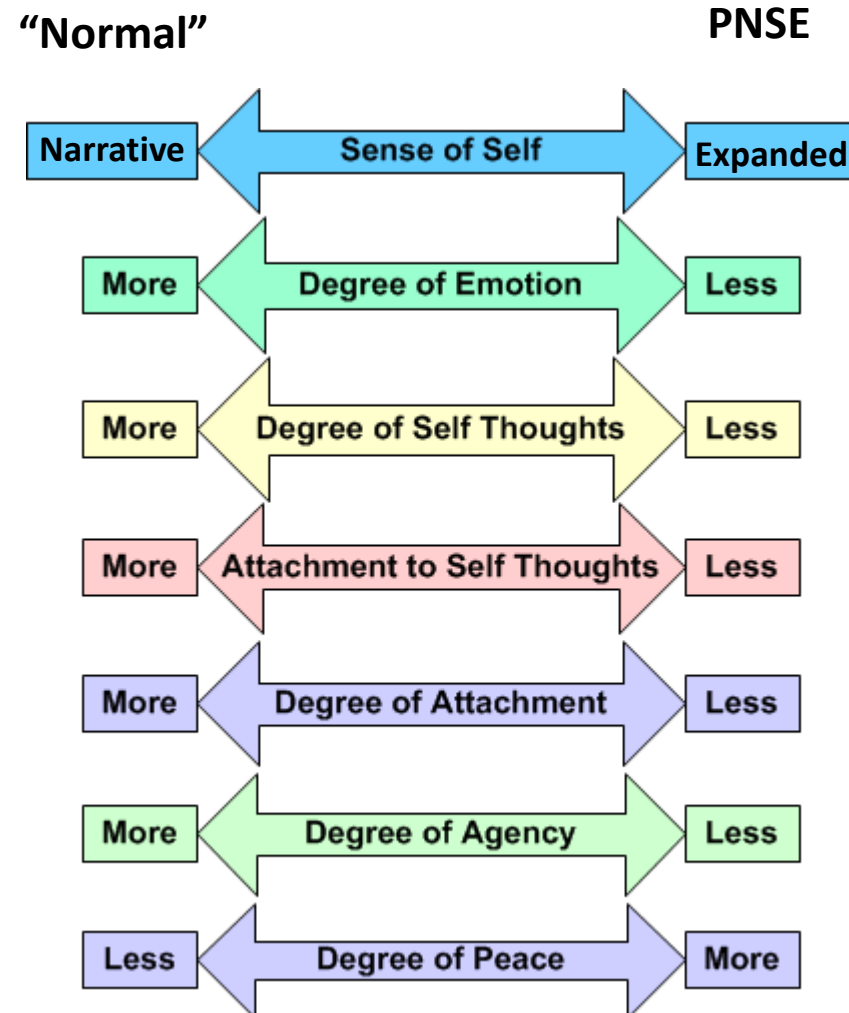 “Normal” PNSE
Narrative Sense of Self Expanded
More Degree of Emotion Less
More Degree of Self Thoughts Less
More Attachment to Self Thoughts Less
More Degree of Attachment Less
More Degree of Agency Less
Less Degree of Peace More